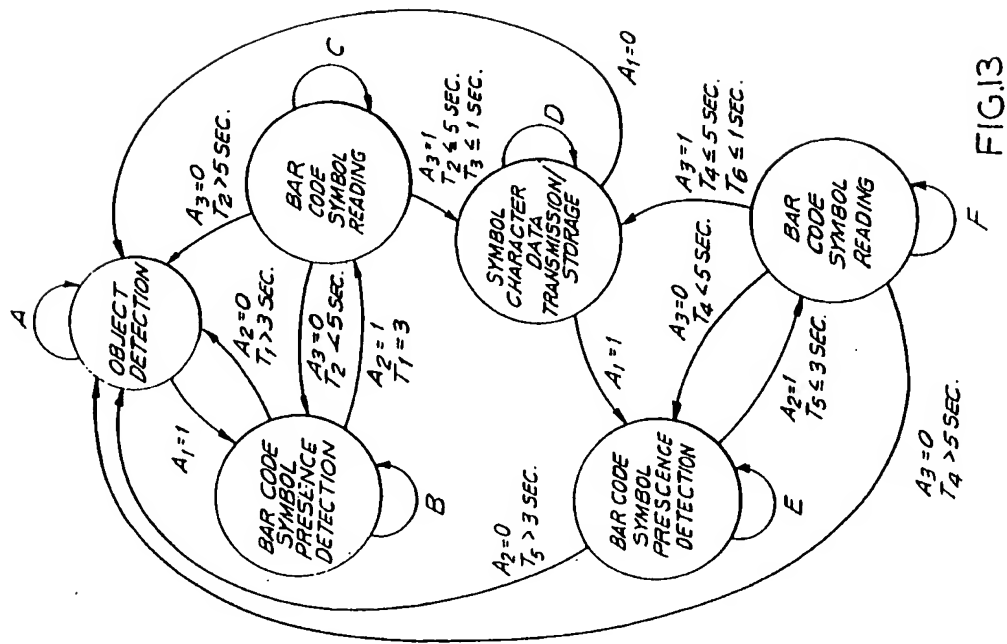 A
OBJECT
DETECTION
A1=1
A2=0
T1>3 SEC.
A3=0
T2>5 SEC.
BAR CODE
SYMBOL
PRESENCE
DETECTION
B
A3=0
T2<5 SEC.
A2=1
T1=3
BAR
CODE
SYMBOL
READING
C
A3=1
T2≤5 SEC.
T3≤1 SEC.
SYMBOL
CHARACTER
DATA
TRANSMISSION/
STORAGE
D
A1=0
A1=1
A2=0
T5>3 SEC.
BAR CODE
SYMBOL
PRESCENCE
DETECTION
E
A3=0
T4<5 SEC.
A2=1
T5≤3 SEC.
A3=1
T4≤5 SEC.
T6≤1 SEC.
BAR
CODE
SYMBOL
READING
F
A3=0
T4>5 SEC.
FIG.13